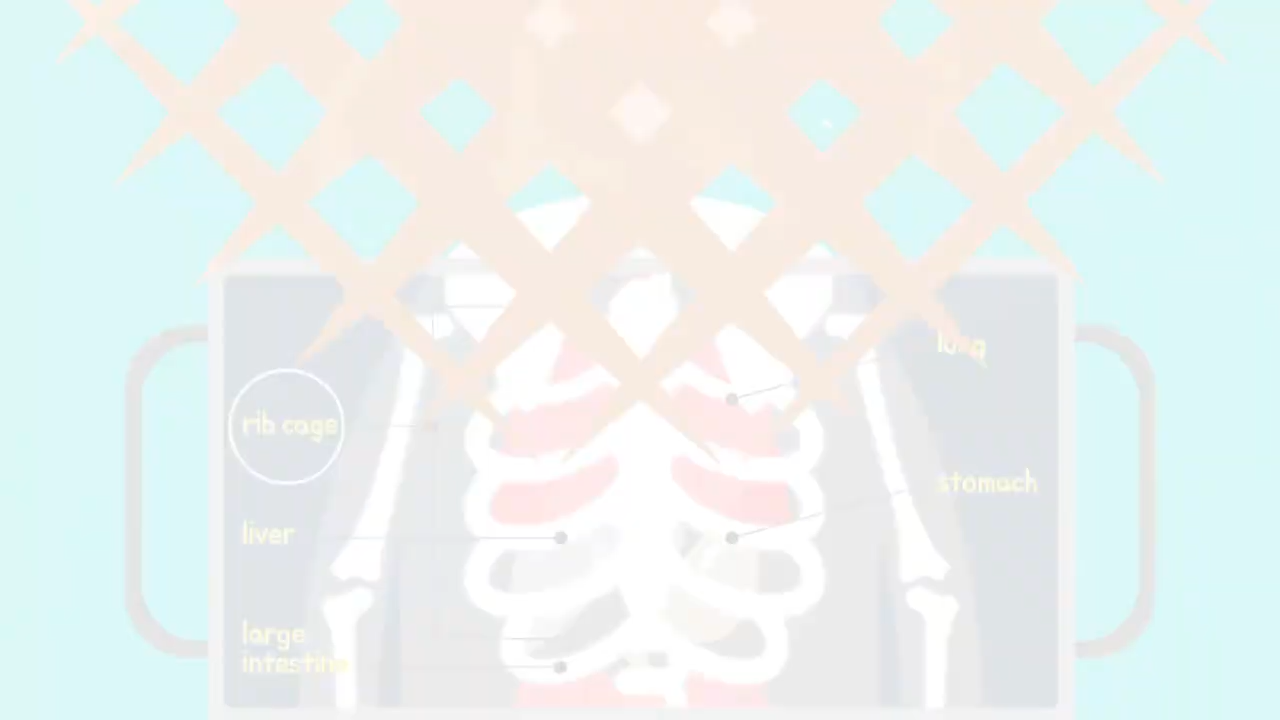 lung
rib cage
stomach
liver
large
intestine